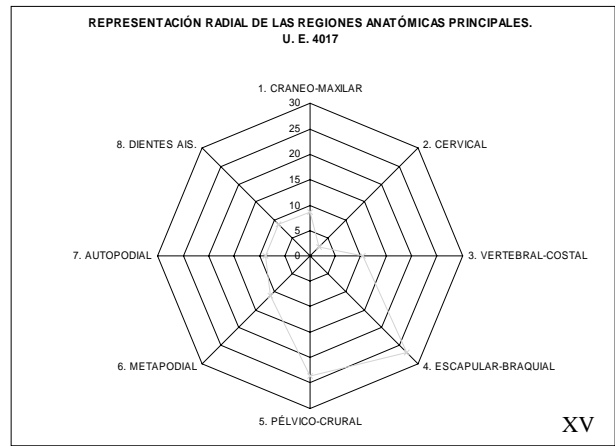 REPRESENTACIÓN RADIAL DE LAS REGIONES ANATÓMICAS PRINCIPALES.
U. E. 4017
1. CRANEO-MAXILAR
30
8. DIENTES AIS.
25
2. CERVICAL
20
15
10
5
7. AUTOPODIAL
0
3. VERTEBRAL-COSTAL
6. METAPODIAL
4. ESCAPULAR-BRAQUIAL
5. PÉLVICO-CRURAL
XV